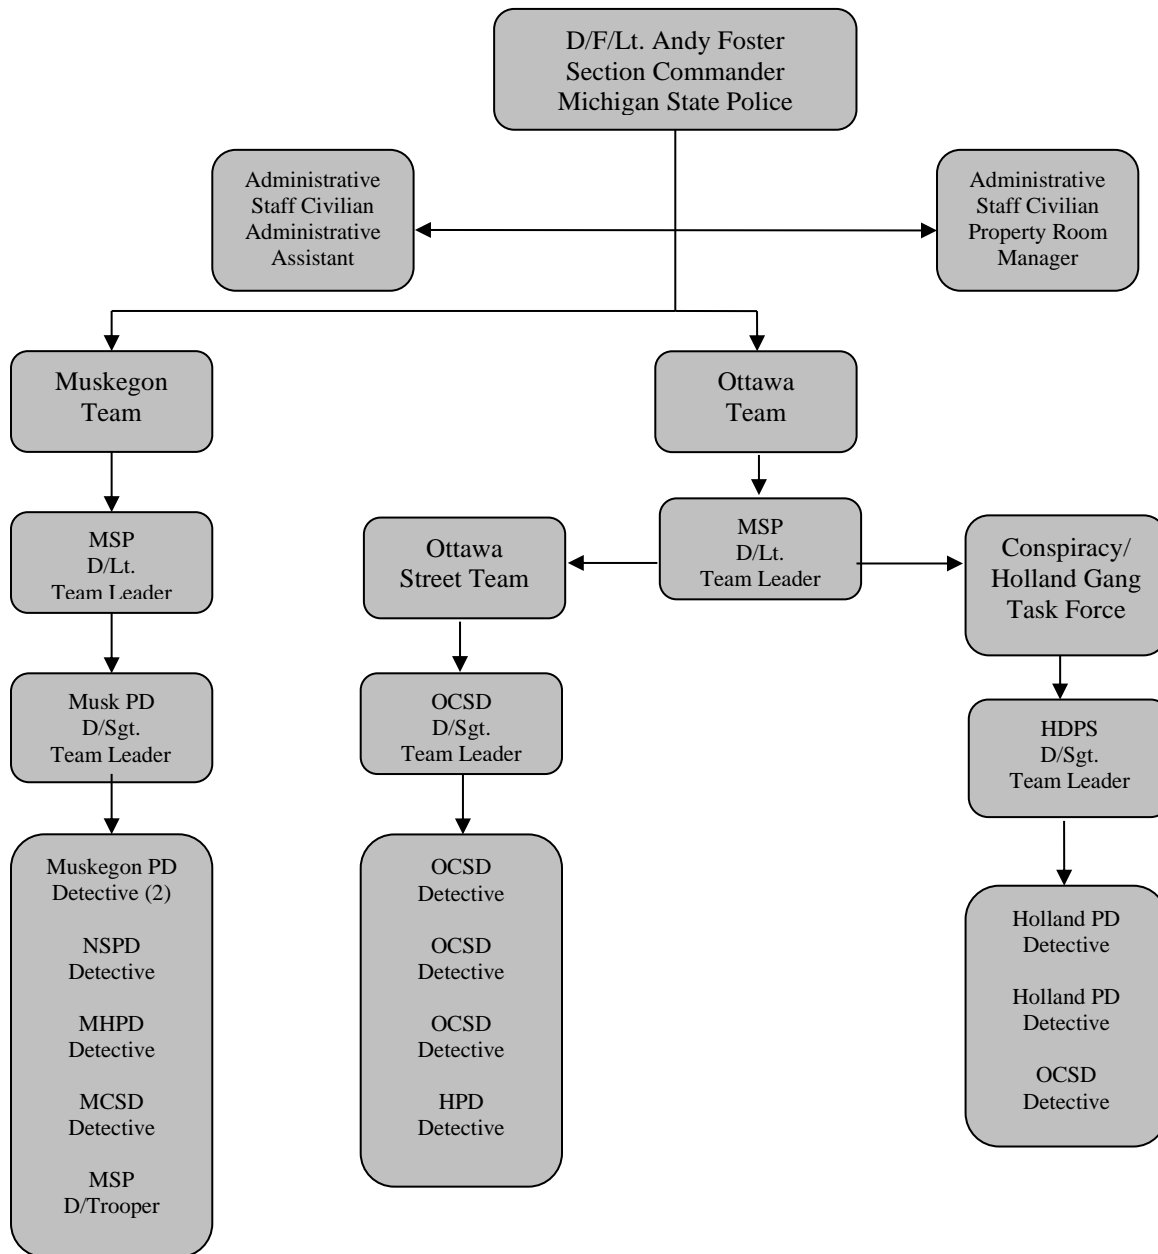 D/F/Lt. Andy Foster
Section Commander
Michigan State Police
Administrative
Staff Civilian
Administrative
Assistant
Administrative
Staff Civilian
Property Room
Manager
Muskegon
Team
Ottawa
Team
MSP
D/Lt.
Team Leader
Ottawa
Street Team
MSP
D/Lt.
Team Leader
Conspiracy/
Holland Gang
Task Force
Musk PD
D/Sgt.
Team Leader
OCSD
D/Sgt.
Team Leader
HDPS
D/Sgt.
Team Leader
Muskegon PD
Detective (2)
NSPD
Detective
MHPD
Detective
MCSD
Detective
MSP
D/Trooper
OCSD
Detective
OCSD
Detective
OCSD
Detective
HPD
Detective
Holland PD
Detective
Holland PD
Detective
OCSD
Detective